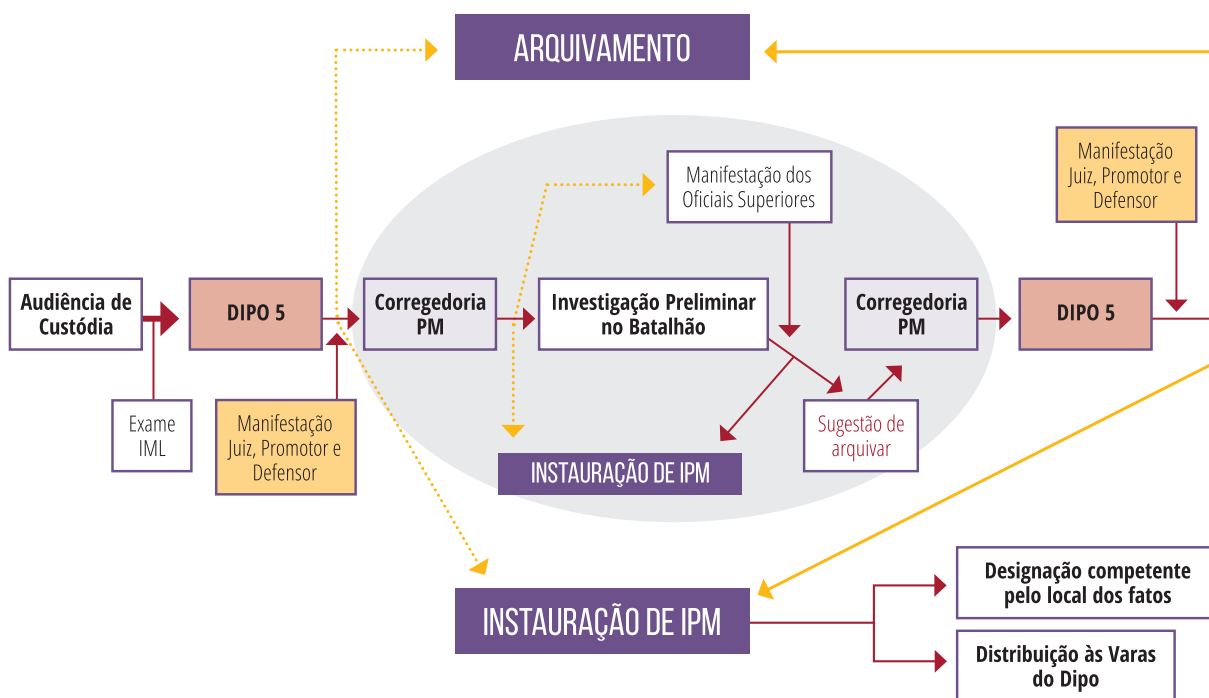 ARQUIVAMENTO
Manifestação
Juiz, Promotor e
Defensor
Manifestação dos
Oficiais Superiores
Audiência de
Custódia
DIPO 5
Corregedoria
PM
Investigação Preliminar
no Batalhão
Corregedoria
PM
DIPO 5
Exame
IML
Manifestação
Juiz, Promotor e
Defensor
Sugestão de
arquivar
INSTAURAÇÃO DE IPM
INSTAURAÇÃO DE IPM
Designação competente
pelo local dos fatos
Distribuição às Varas
do Dipo